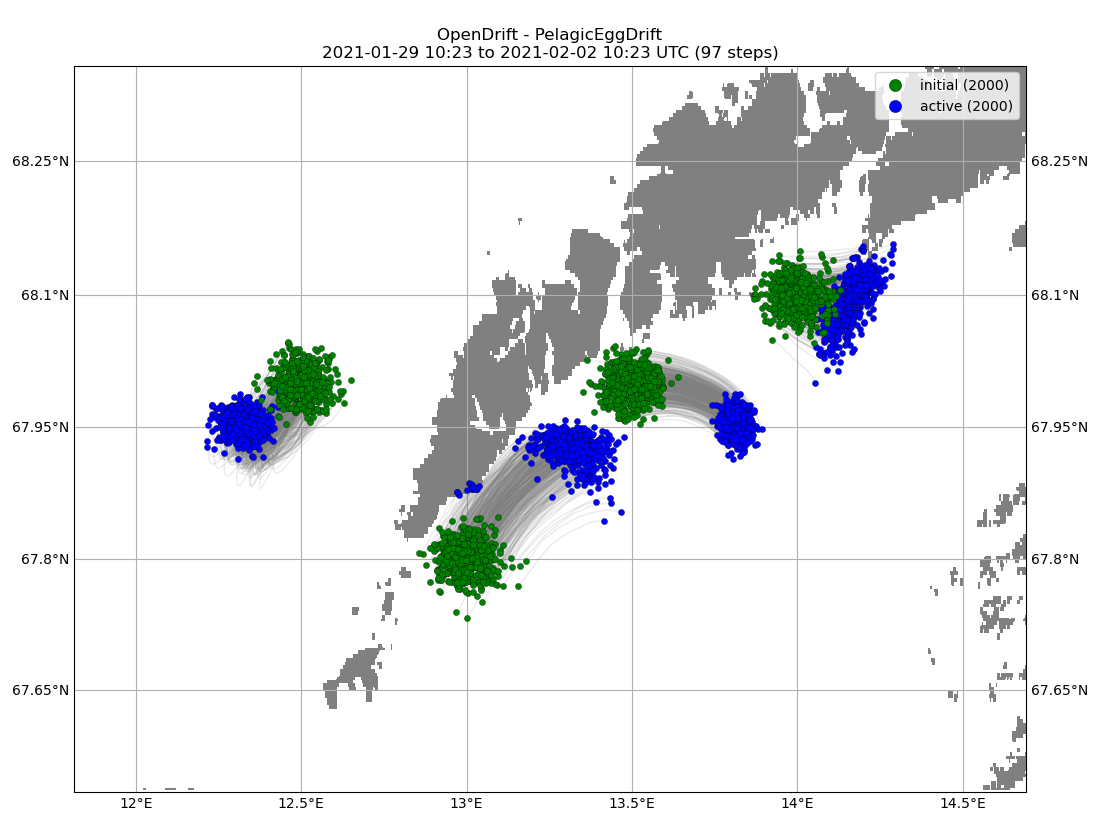 OpenDrift - PelagicEggDrift
2021-01-29 10:23 to 2021-02-02 10:23 UTC (97 steps)
initial (2000)
active (2000)
68.25°N
68.25°N
68.1°N
68.1°N
67.95°N
67.95°N
67.8°N
67.8°N
67.65°N
67.65°N
12°E 12.5°E 13°E 13.5°E 14°E 14.5°E